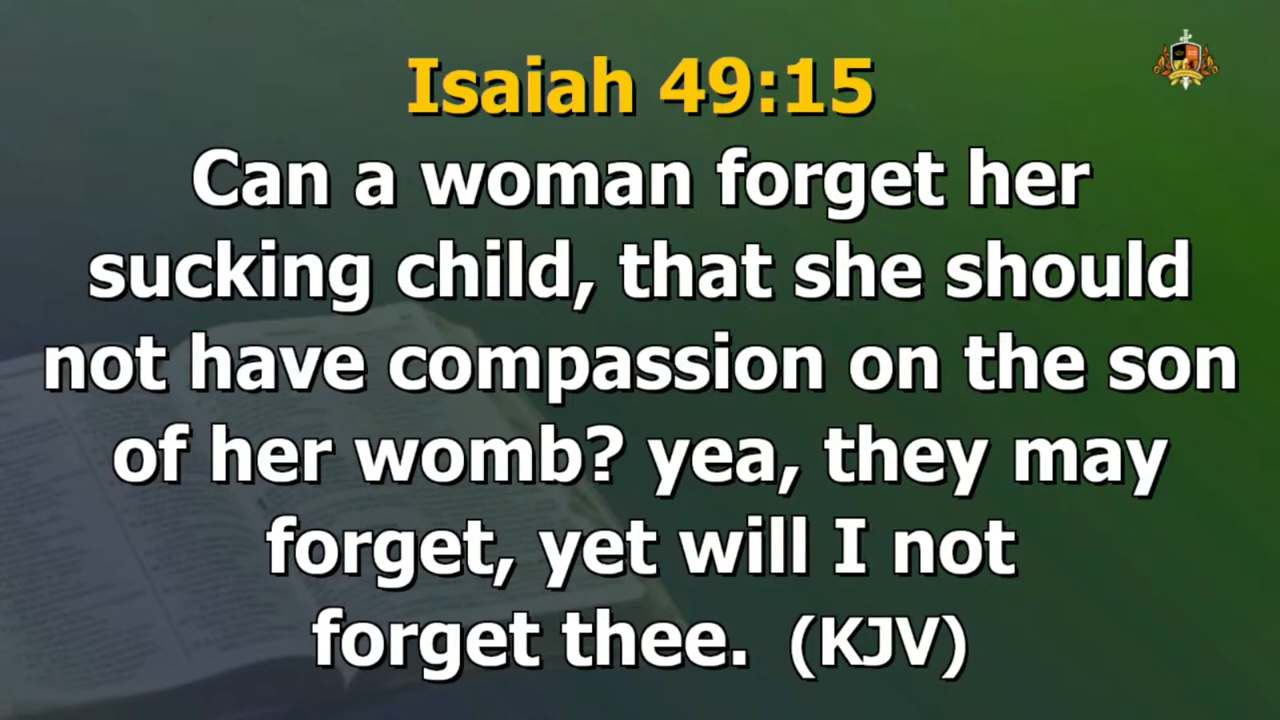 Isaiah 49:15
Can a woman forget her
sucking child, that she should
not have compassion on the son
of her womb? yea, they may
forget, yet will I not
forget thee. (KJV)